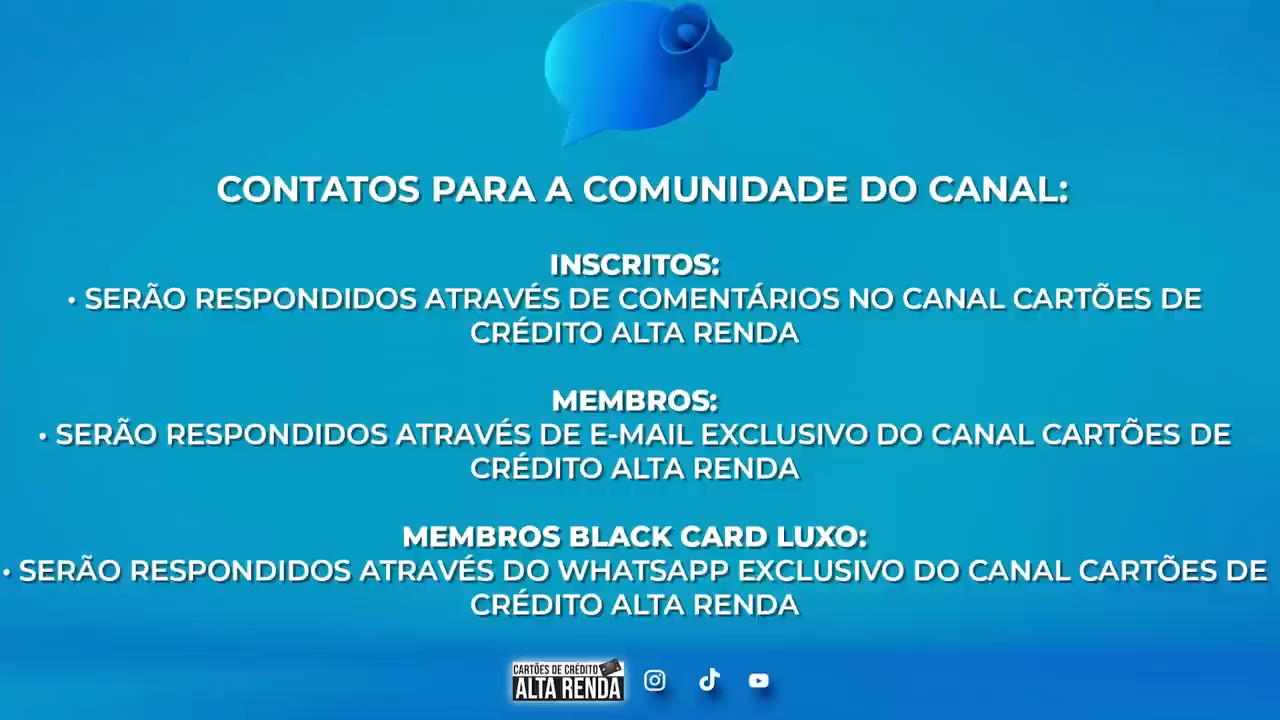 CONTATOS PARA A COMUNIDADE DO CANAL:
INSCRITOS:
• SERÃO RESPONDIDOS ATRAVÉS DE COMENTÁRIOS NO CANAL CARTÕES DE
CRÉDITO ALTA RENDA
MEMBROS:
• SERÃO RESPONDIDOS ATRAVÉS DE E-MAIL EXCLUSIVO DO CANAL CARTÕES DE
CRÉDITO ALTA RENDA
MEMBROS BLACK CARD LUXO:
• SERÃO RESPONDIDOS ATRAVÉS DO WHATSAPP EXCLUSIVO DO CANAL CARTÕES DE
CRÉDITO ALTA RENDA
CARTÕES DE CRÉDITO
ALTA RENDA